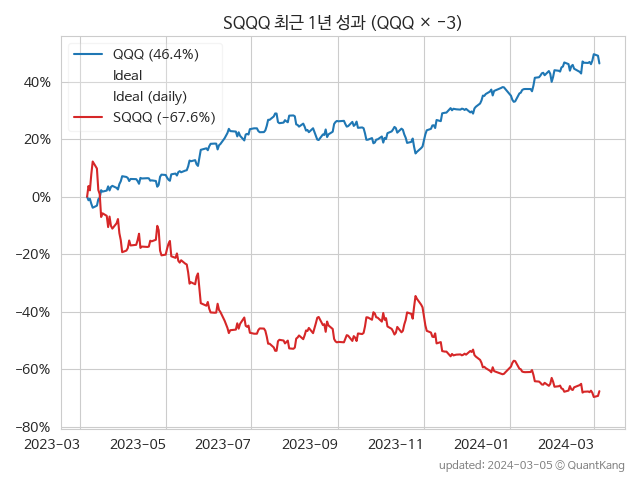 SQQQ 최근 1년 성과 (QQQ × −3)
QQQ (46.4%)
Ideal
Ideal (daily)
SQQQ (−67.6%)
40%
20%
0%
−20%
−40%
−60%
−80%
2023−03 2023−05 2023−07 2023−09 2023−11 2024−01 2024−03
updated: 2024−03−05 © QuantKang